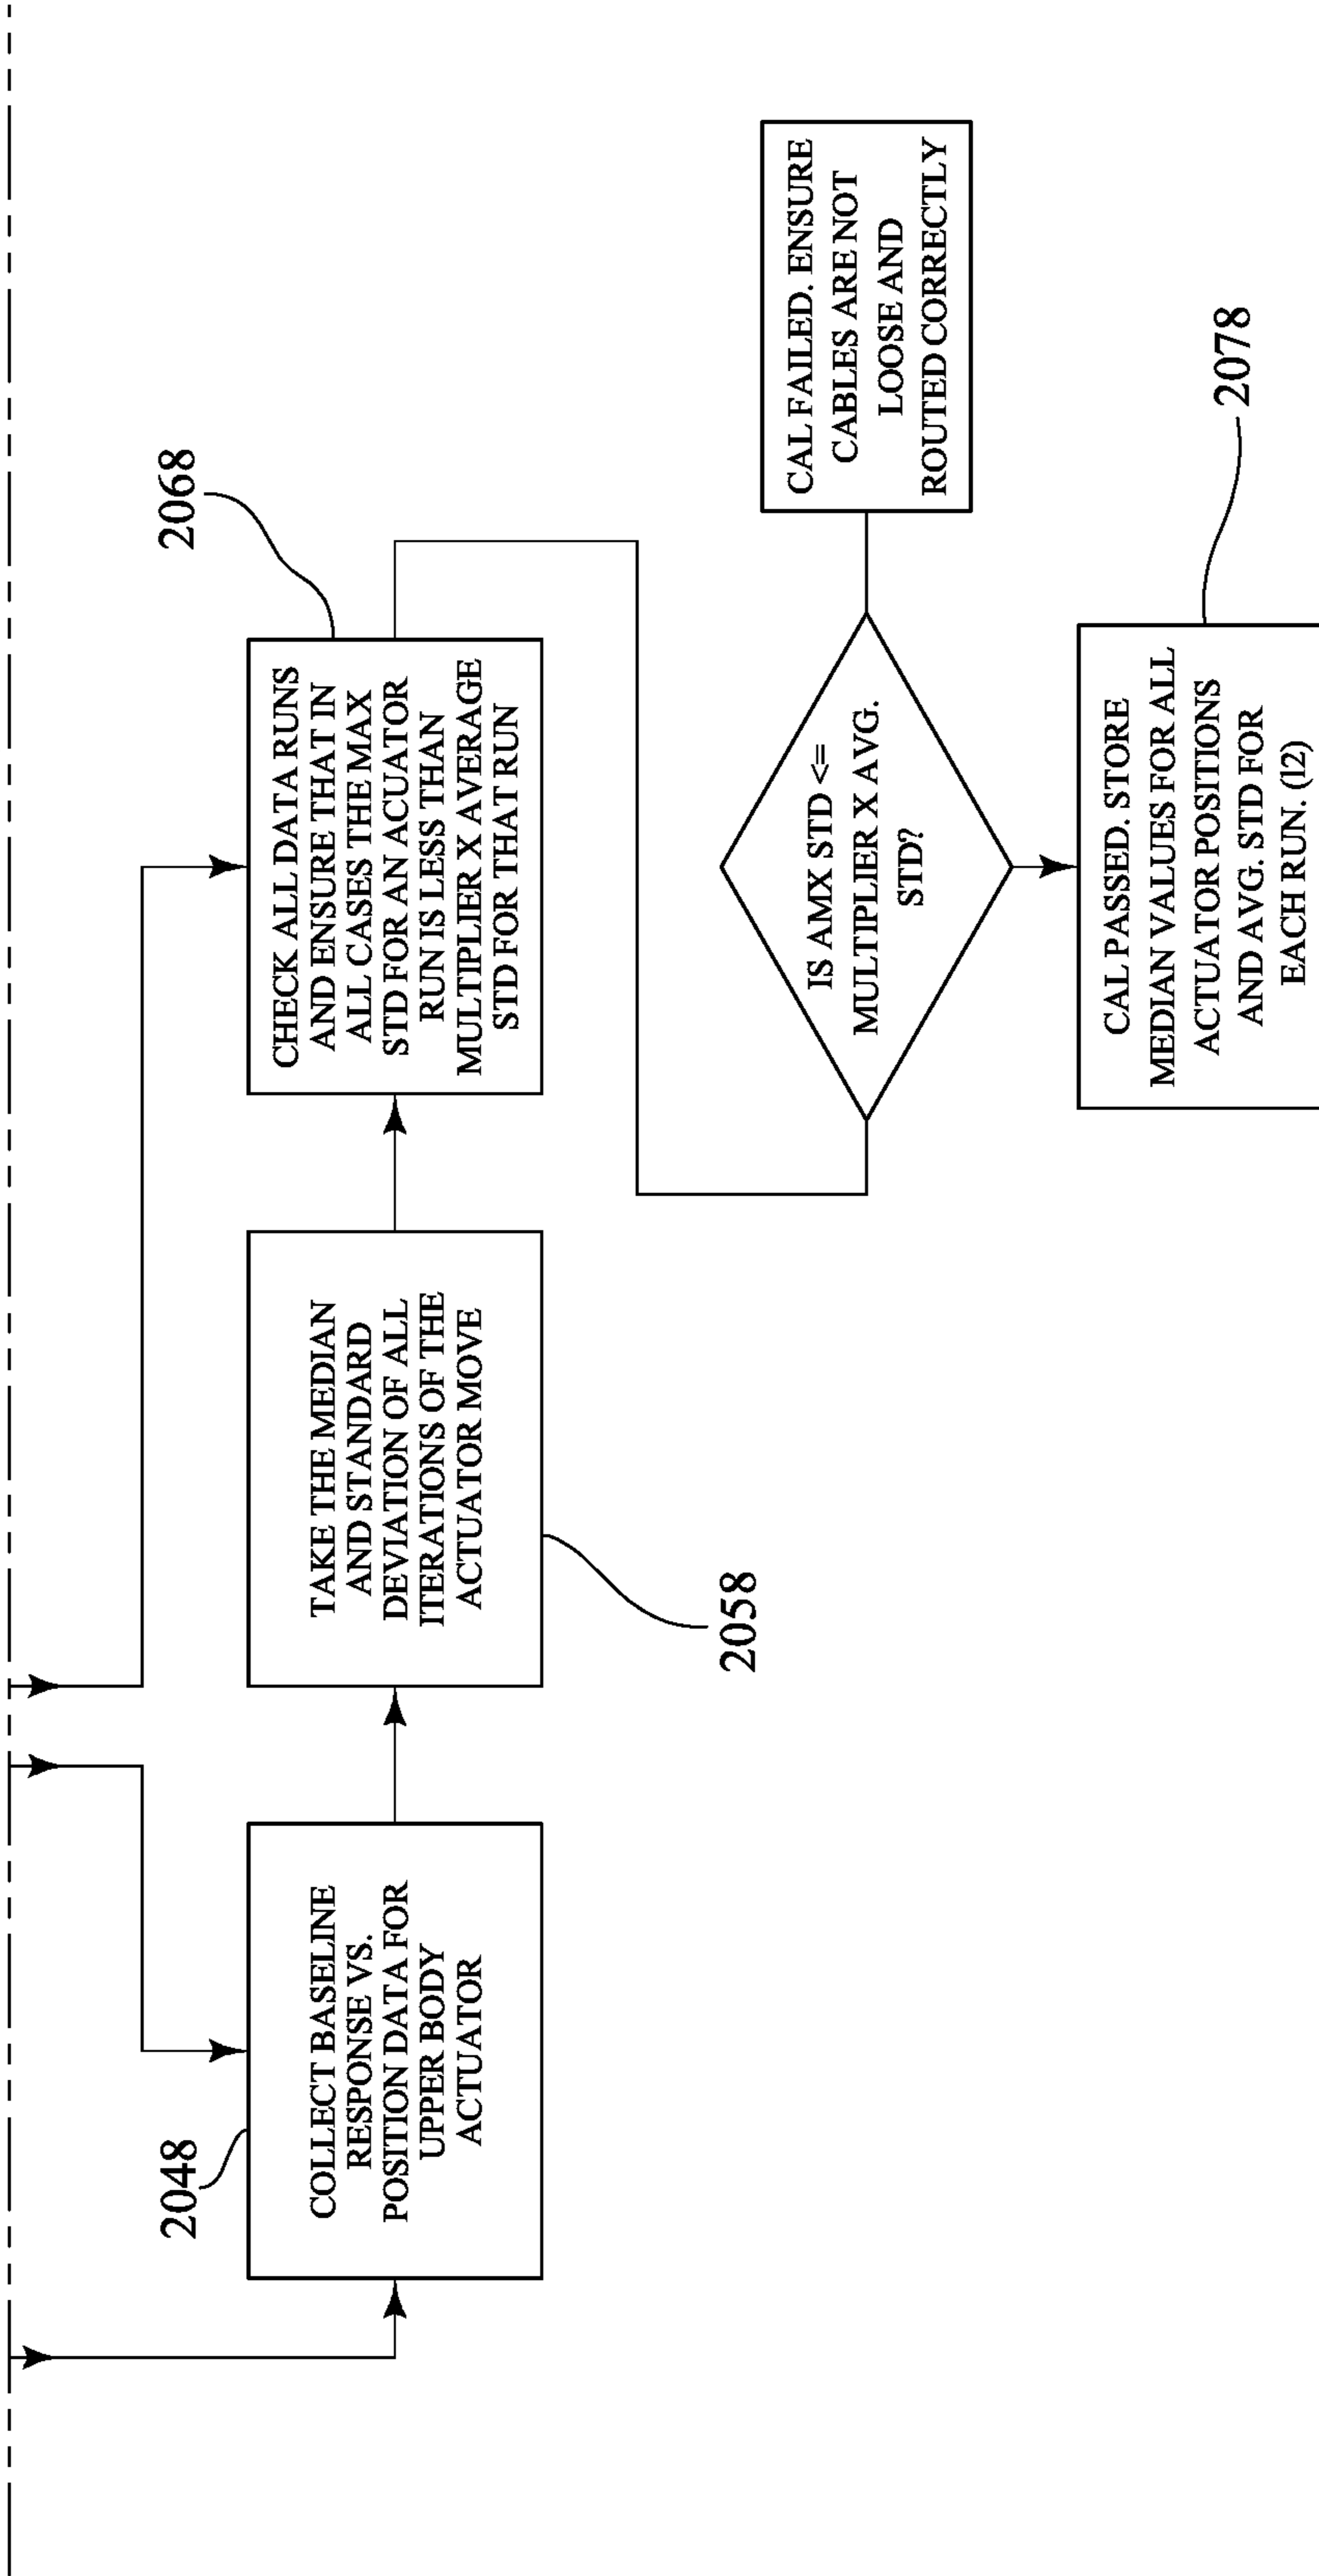 2048
COLLECT BASELINE
RESPONSE VS.
POSITION DATA FOR
UPPER BODY
ACTUATOR
TAKE THE MEDIAN
AND STANDARD
DEVIATION OF ALL
ITERATIONS OF THE
ACTUATOR MOVE
2058
2068
CHECK ALL DATA RUNS
AND ENSURE THAT IN
ALL CASES THE MAX
STD FOR AN ACUATOR
RUN IS LESS THAN
MULTIPLIER X AVERAGE
STD FOR THAT RUN
IS AMX STD <=
MULTIPLIER X AVG.
STD?
CAL FAILED. ENSURE
CABLES ARE NOT
LOOSE AND
ROUTED CORRECTLY
CAL PASSED. STORE
MEDIAN VALUES FOR ALL
ACTUATOR POSITIONS
AND AVG. STD FOR
EACH RUN. (12)
2078